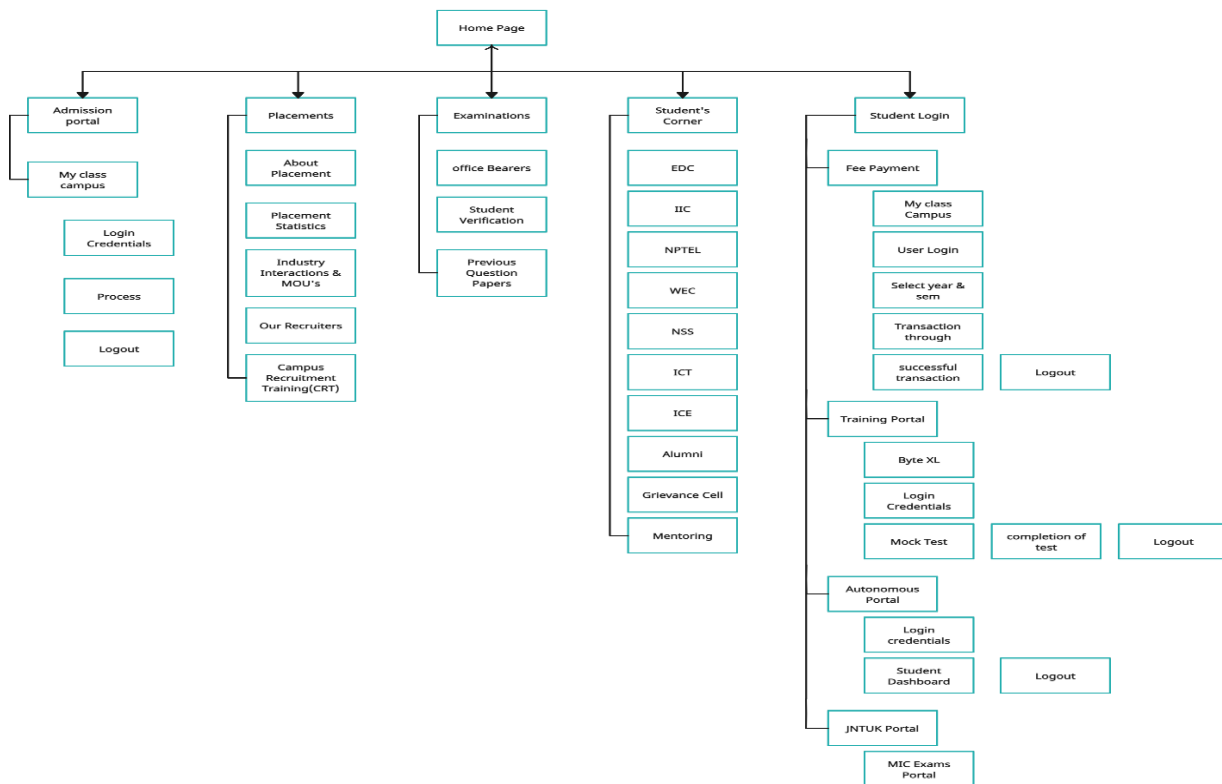 Home Page
Admission
portal
My class
campus
Login
Credentials
Process
Logout
Placements
About
Placement
Placement
Statistics
Industry
Interactions &
MOU's
Our Recruiters
Campus
Recruitment
Training(CRT)
Examinations
office Bearers
Student
Verification
Previous
Question
Papers
Student's
Corner
EDC
IIC
NPTEL
WEC
NSS
ICT
ICE
Alumni
Grievance Cell
Mentoring
Student Login
Fee Payment
My class
Campus
User Login
Select year &
sem
Transaction
through
successful
transaction
Logout
Training Portal
Byte XL
Login
Credentials
Mock Test
completion of
test
Logout
Autonomous
Portal
Login
credentials
Student
Dashboard
Logout
JNTUK Portal
MIC Exams
Portal